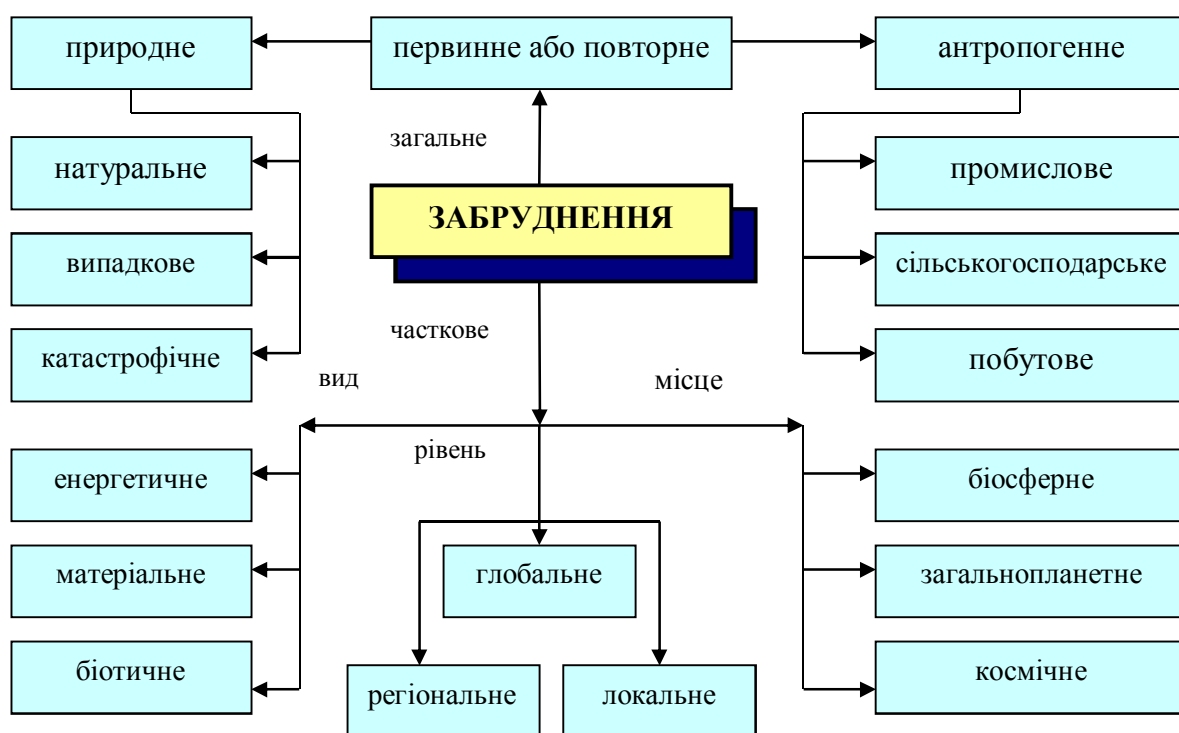 природне
первинне або повторне
антропогенне
загальне
натуральне
промислове
ЗАБРУДНЕННЯ
випадкове
сільськогосподарське
часткове
катастрофічне
побутове
вид
місце
рівень
енергетичне
біосферне
матеріальне
глобальне
загальнопланетне
біотичне
космічне
регіональне
локальне